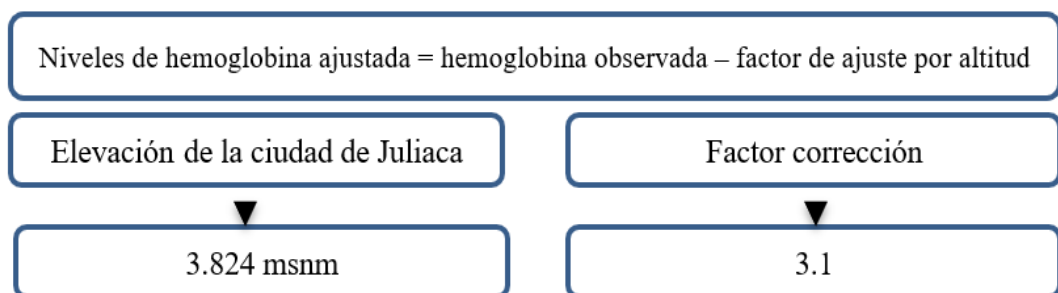 Niveles de hemoglobina ajustada = hemoglobina observada – factor de ajuste por altitud
Elevación de la ciudad de Juliaca
Factor corrección
3.824 msnm
3.1